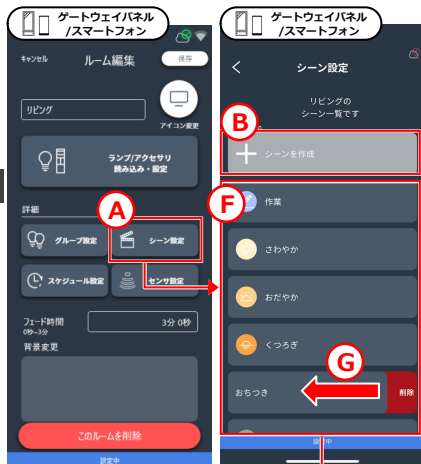 ゲートウェイパネル
/スマートフォン
キャンセル
ルーム編集
保存
リビング
アイコン変更
ランプ/アクセサリ
読み込み・設定
詳細
A
グループ設定
シーン設定
スケジュール設定
センサ設定
フェード時間
0秒~3分
3分 0秒
背景変更
このルームを削除
設定中
ゲートウェイパネル
/スマートフォン
シーン設定
リビングの
シーン一覧です
B
シーンを作成
F
作業
さわやか
おだやか
くつろぎ
G
おちつき
削除
設定中